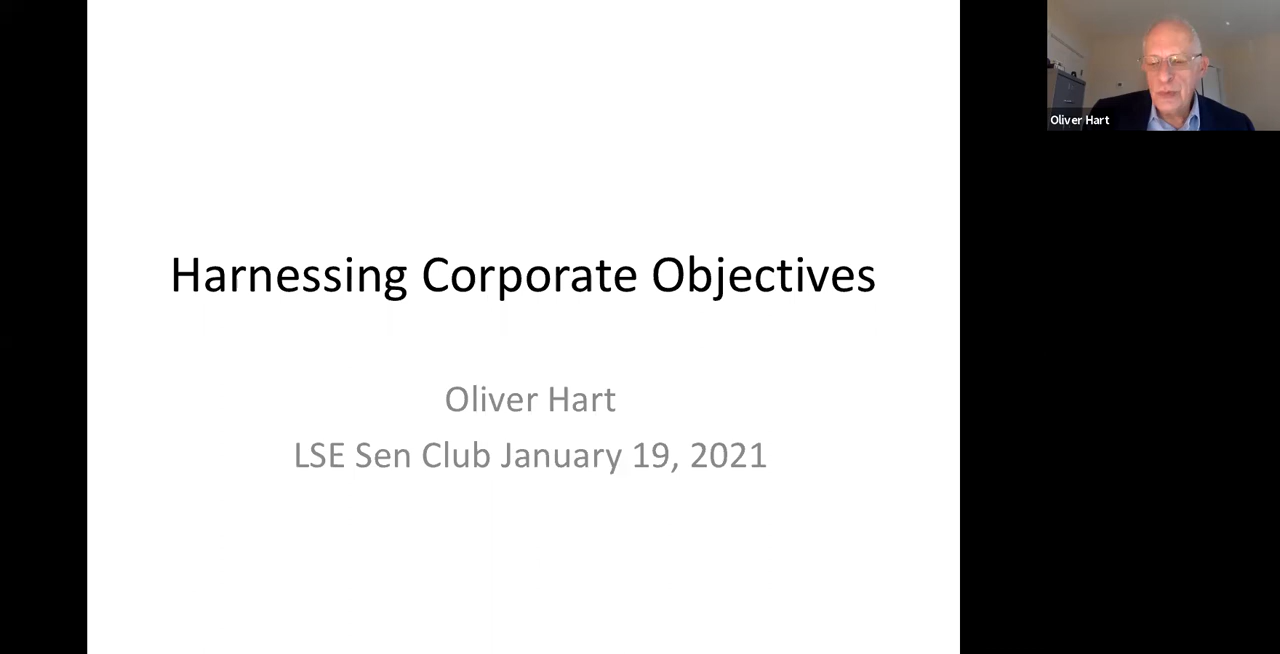 Harnessing Corporate Objectives
Oliver Hart
LSE Sen Club January 19, 2021
Oliver Hart